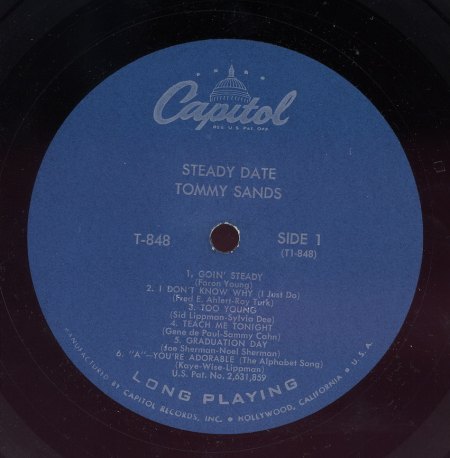 Capitol
REG. U.S. PAT. OFF.
STEADY DATE
TOMMY SANDS
T-848
SIDE 1
(T1-848)
1. GOIN' STEADY
(Faron Young)
2. I DON'T KNOW WHY (I Just Do)
(Fred E. Ahlert-Roy Turk)
3. TOO YOUNG
(Sid Lippman-Sylvia Dee)
4. TEACH ME TONIGHT
(Gene de Paul-Sammy Cahn)
5. GRADUATION DAY
(Joe Sherman-Noel Sherman)
6. "A"—YOU'RE ADORABLE (The Alphabet Song)
(Kaye-Wise-Lippman)
U.S. Pat. No. 2,631,859
LONG PLAYING
MANUFACTURED BY CAPITOL RECORDS, INC. • HOLLYWOOD, CALIFORNIA • U.S.A.